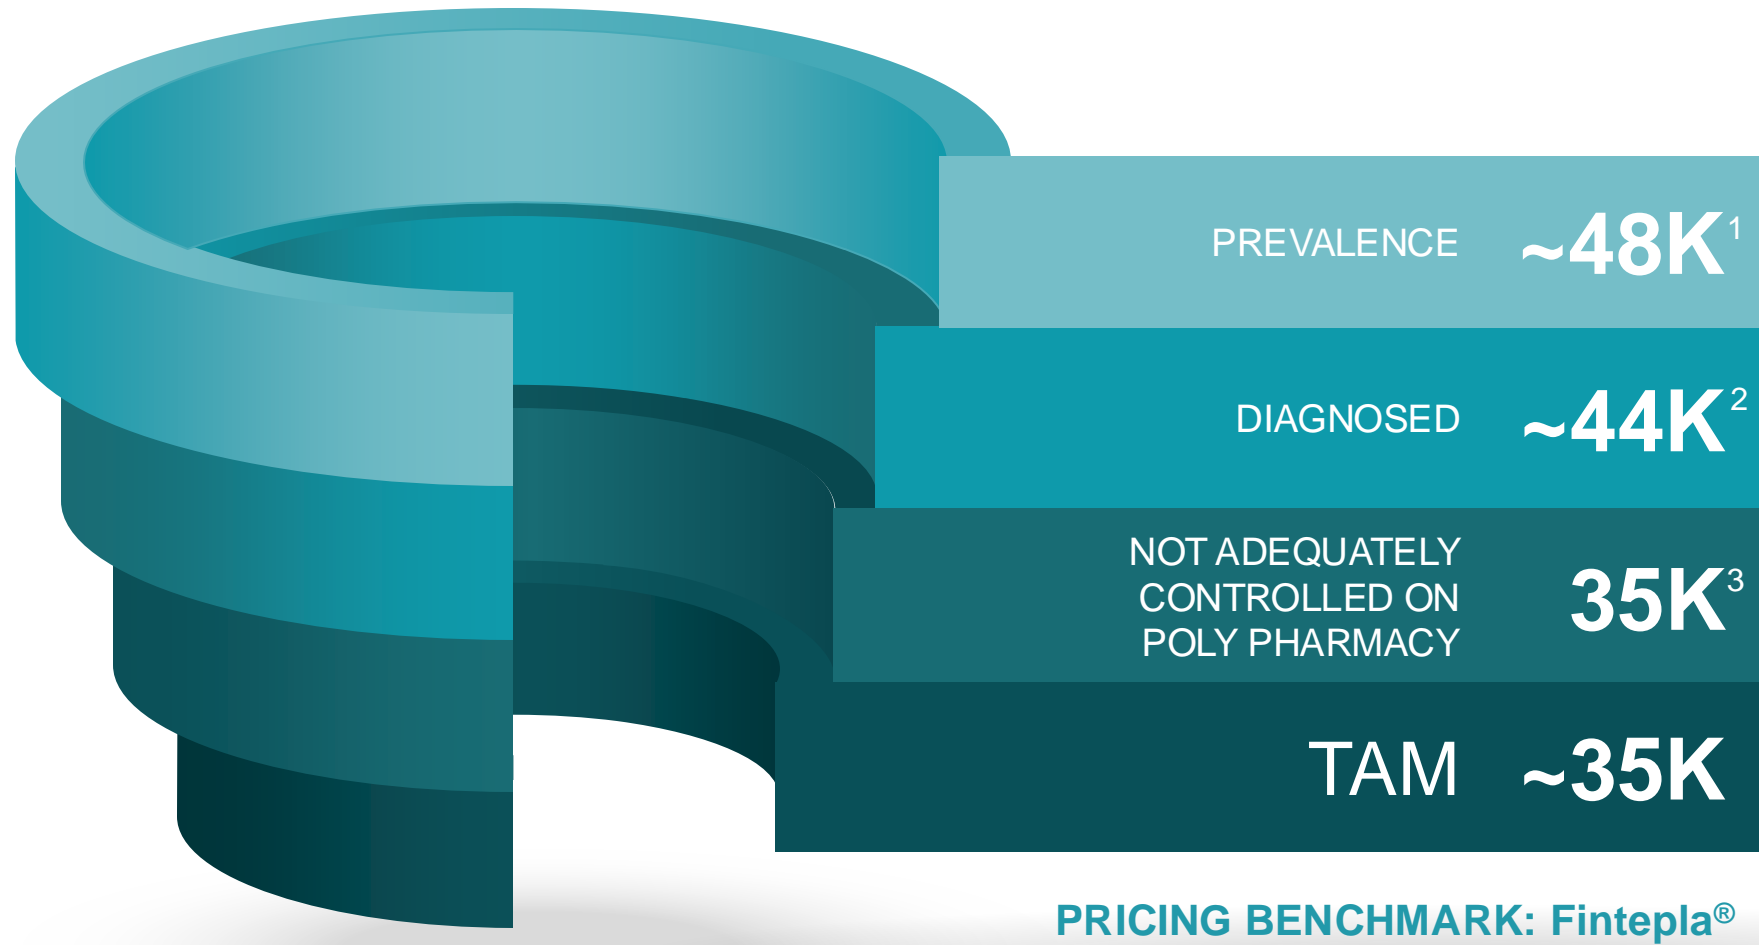 PREVALENCE ~48K1
DIAGNOSED ~44K2
NOT ADEQUATELY
CONTROLLED ON
POLY PHARMACY
35K3
TAM ~35K
PRICING BENCHMARK: Fintepla®